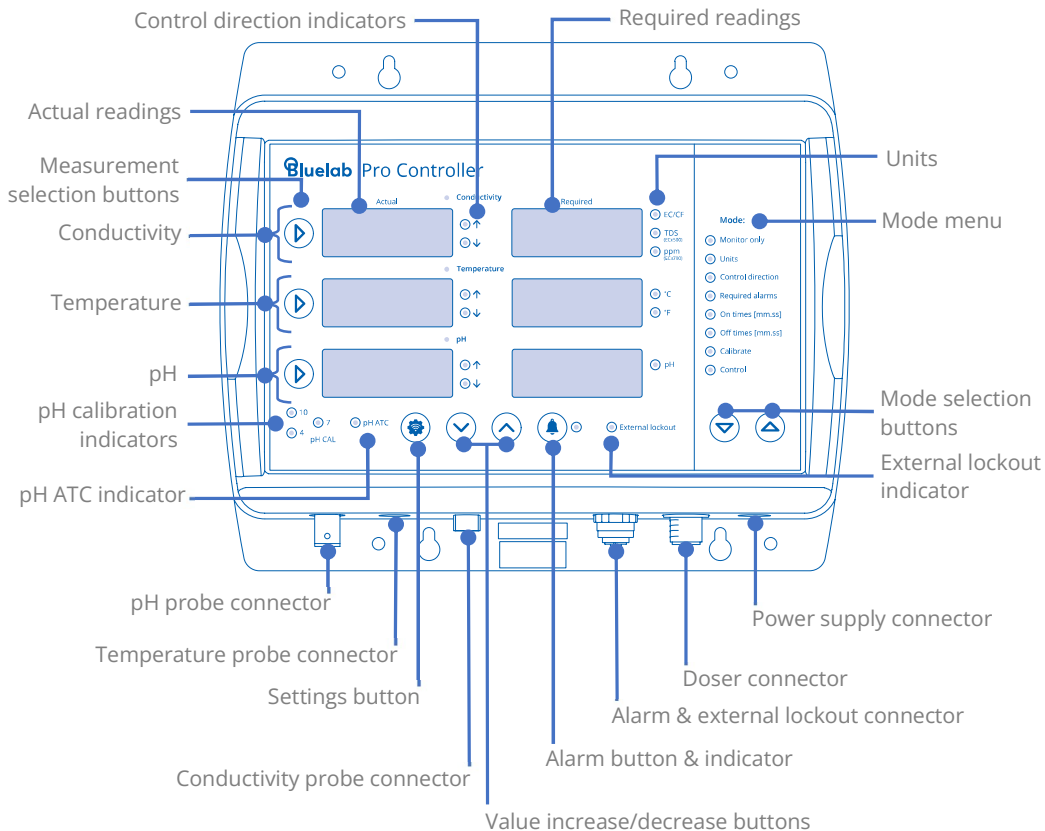 Control direction indicators
Required readings
Actual readings
Measurement
selection buttons
Conductivity
Temperature
pH
pH calibration
indicators
pH ATC indicator
Units
Mode menu
Mode selection
buttons
External lockout
indicator
Bluelab Pro Controller
Actual
Conductivity
Required
EC/CF
TDS
ppm
Temperature
°C
°F
pH
pH
10
7
4
pH CAL
pH ATC
External lockout
Mode:
Monitor only
Units
Control direction
Required alarms
On times [mm.ss]
Off times [mm.ss]
Calibrate
Control
pH probe connector
Temperature probe connector
Settings button
Conductivity probe connector
Power supply connector
Doser connector
Alarm & external lockout connector
Alarm button & indicator
Value increase/decrease buttons